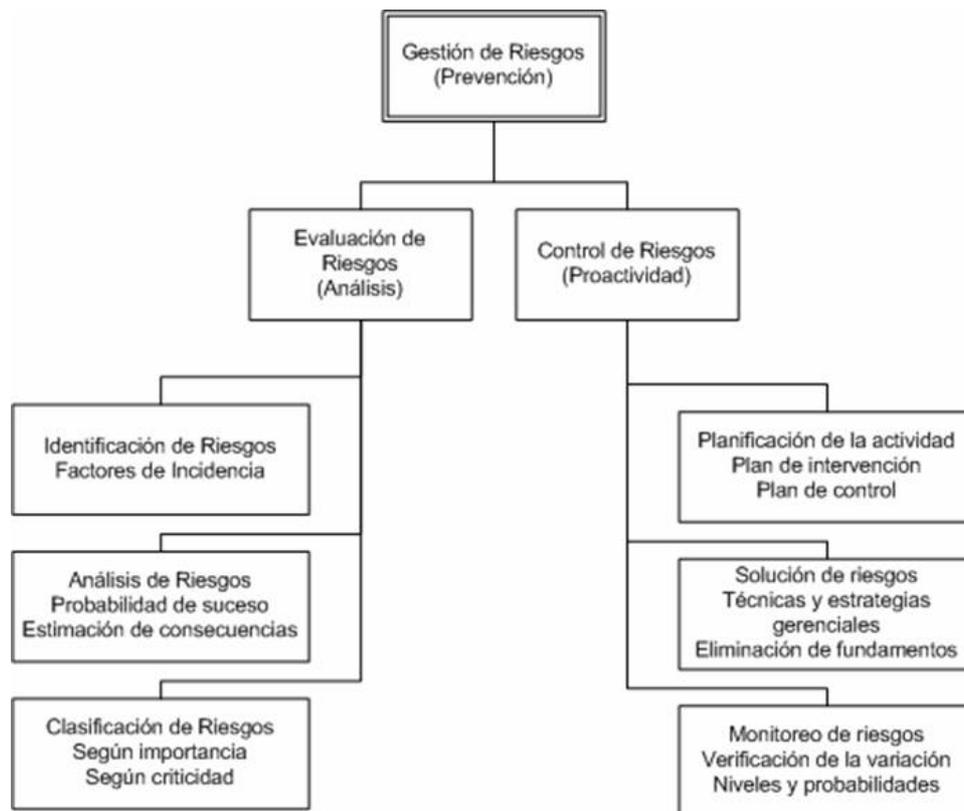 Gestión de Riesgos
(Prevención)
Evaluación de
Riesgos
(Análisis)
Control de Riesgos
(Proactividad)
Identificación de Riesgos
Factores de Incidencia
Análisis de Riesgos
Probabilidad de suceso
Estimación de consecuencias
Clasificación de Riesgos
Según importancia
Según criticidad
Planificación de la actividad
Plan de intervención
Plan de control
Solución de riesgos
Técnicas y estrategias
gerenciales
Eliminación de fundamentos
Monitoreo de riesgos
Verificación de la variación
Niveles y probabilidades